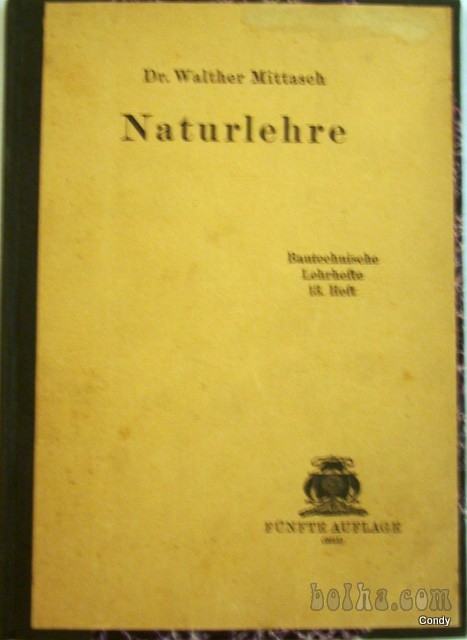 Dr. Walther Mittasch
Naturlehre
Bautechnische
Lehrhefte
13. Heft
FÜNFTE AUFLAGE
bolha.com
Condy